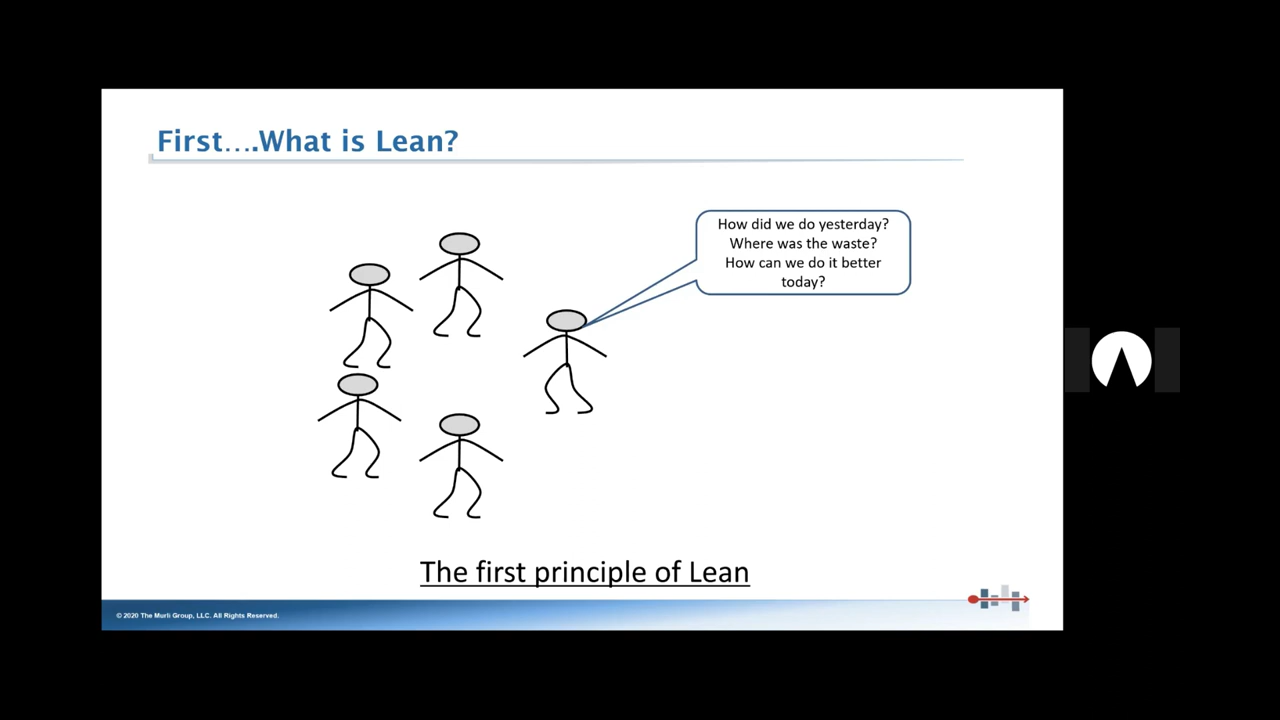 First....What is Lean?
How did we do yesterday?
Where was the waste?
How can we do it better
today?
The first principle of Lean
© 2020 The Murli Group, LLC. All Rights Reserved.